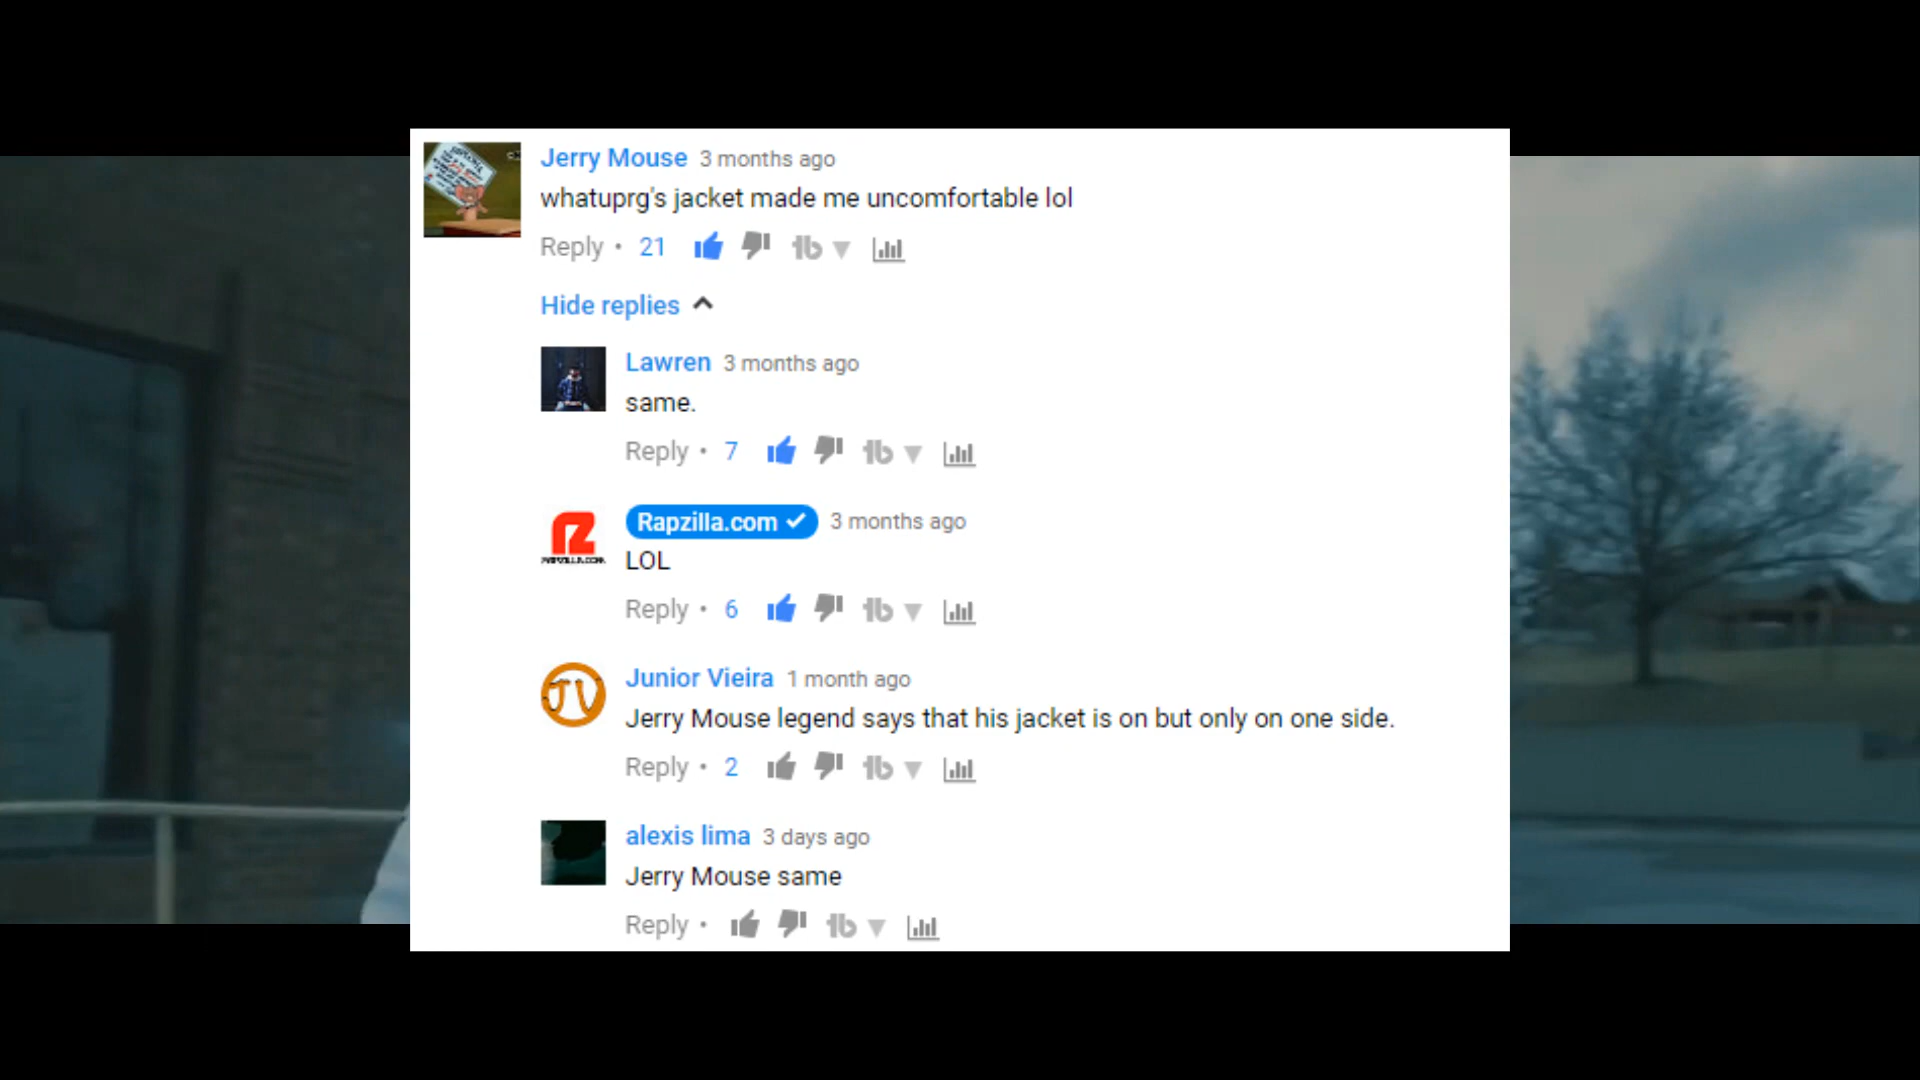 Jerry Mouse 3 months ago
whatuprg's jacket made me uncomfortable lol
Reply • 21
Hide replies
Lawren 3 months ago
same.
Reply • 7
Rapzilla.com 3 months ago
LOL
Reply • 6
Junior Vieira 1 month ago
Jerry Mouse legend says that his jacket is on but only on one side.
Reply • 2
alexis lima 3 days ago
Jerry Mouse same
Reply •